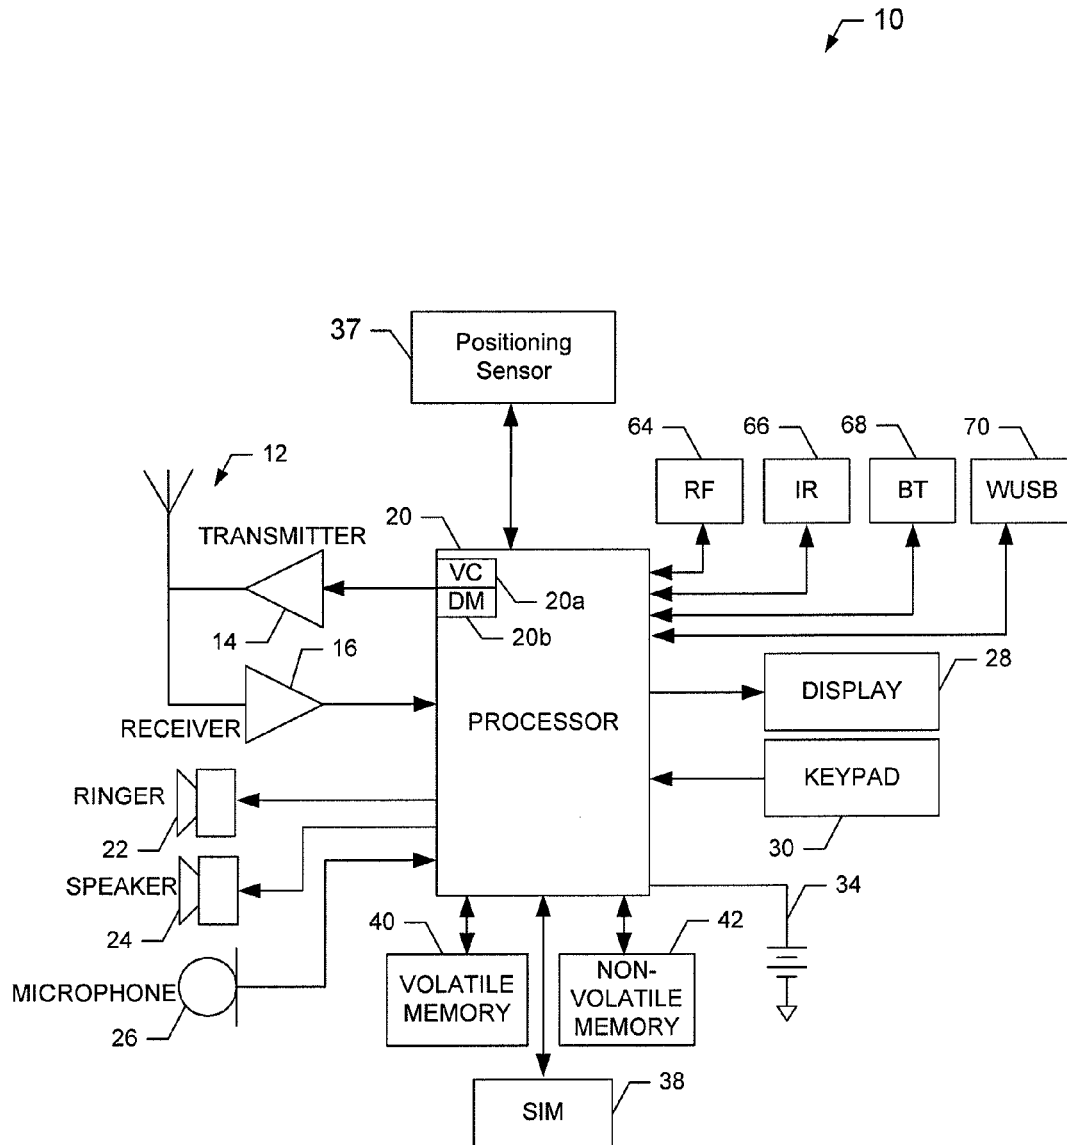 10
37
Positioning
Sensor
64
66
68
70
12
RF
IR
BT
WUSB
TRANSMITTER
20
VC
DM
20a
20b
14
16
28
DISPLAY
RECEIVER
PROCESSOR
KEYPAD
RINGER
22
30
SPEAKER
34
24
40
42
MICROPHONE
26
VOLATILE
MEMORY
NON-
VOLATILE
MEMORY
SIM
38